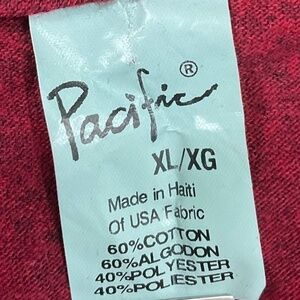 Pacific ®
XL/XG
Made in Haiti
Of USA Fabric
60%COTTON
60%ALGODON
40%POLYESTER
40%POLIESTER